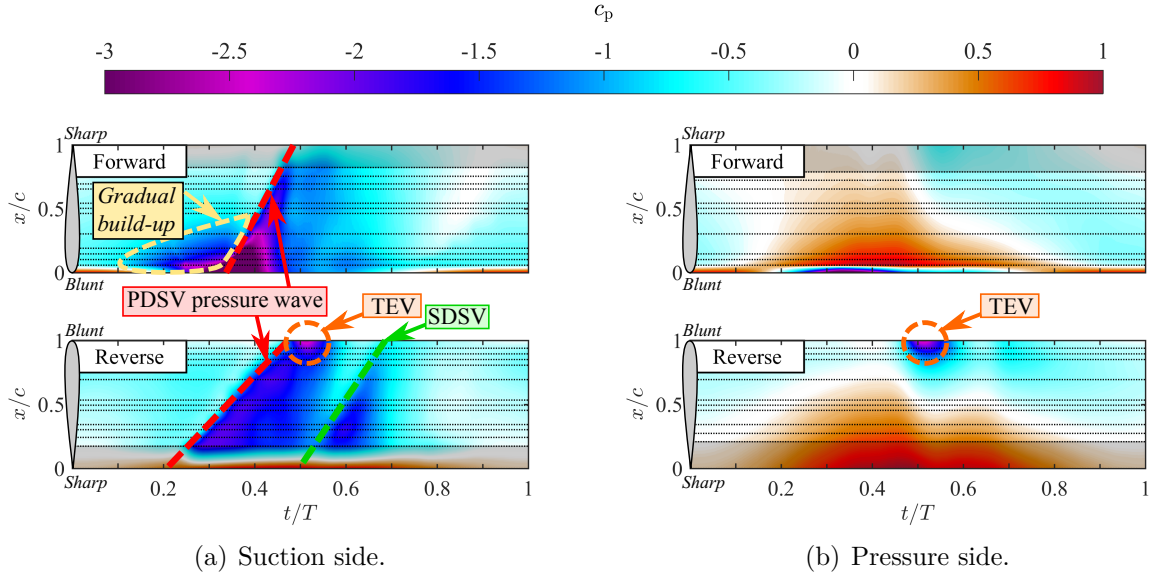 c_p
-3 -2.5 -2 -1.5 -1 -0.5 0 0.5 1
Sharp
Forward
Gradual
build-up
x/c
1
0.5
0
Blunt
PDSV pressure wave
TEV
SDSV
Blunt
Reverse
x/c
1
0.5
0
Sharp
0.2 0.4 0.6 0.8 1
t/T
(a) Suction side.
Sharp
Forward
x/c
1
0.5
0
Blunt
TEV
Blunt
Reverse
x/c
1
0.5
0
Sharp
0.2 0.4 0.6 0.8 1
t/T
(b) Pressure side.